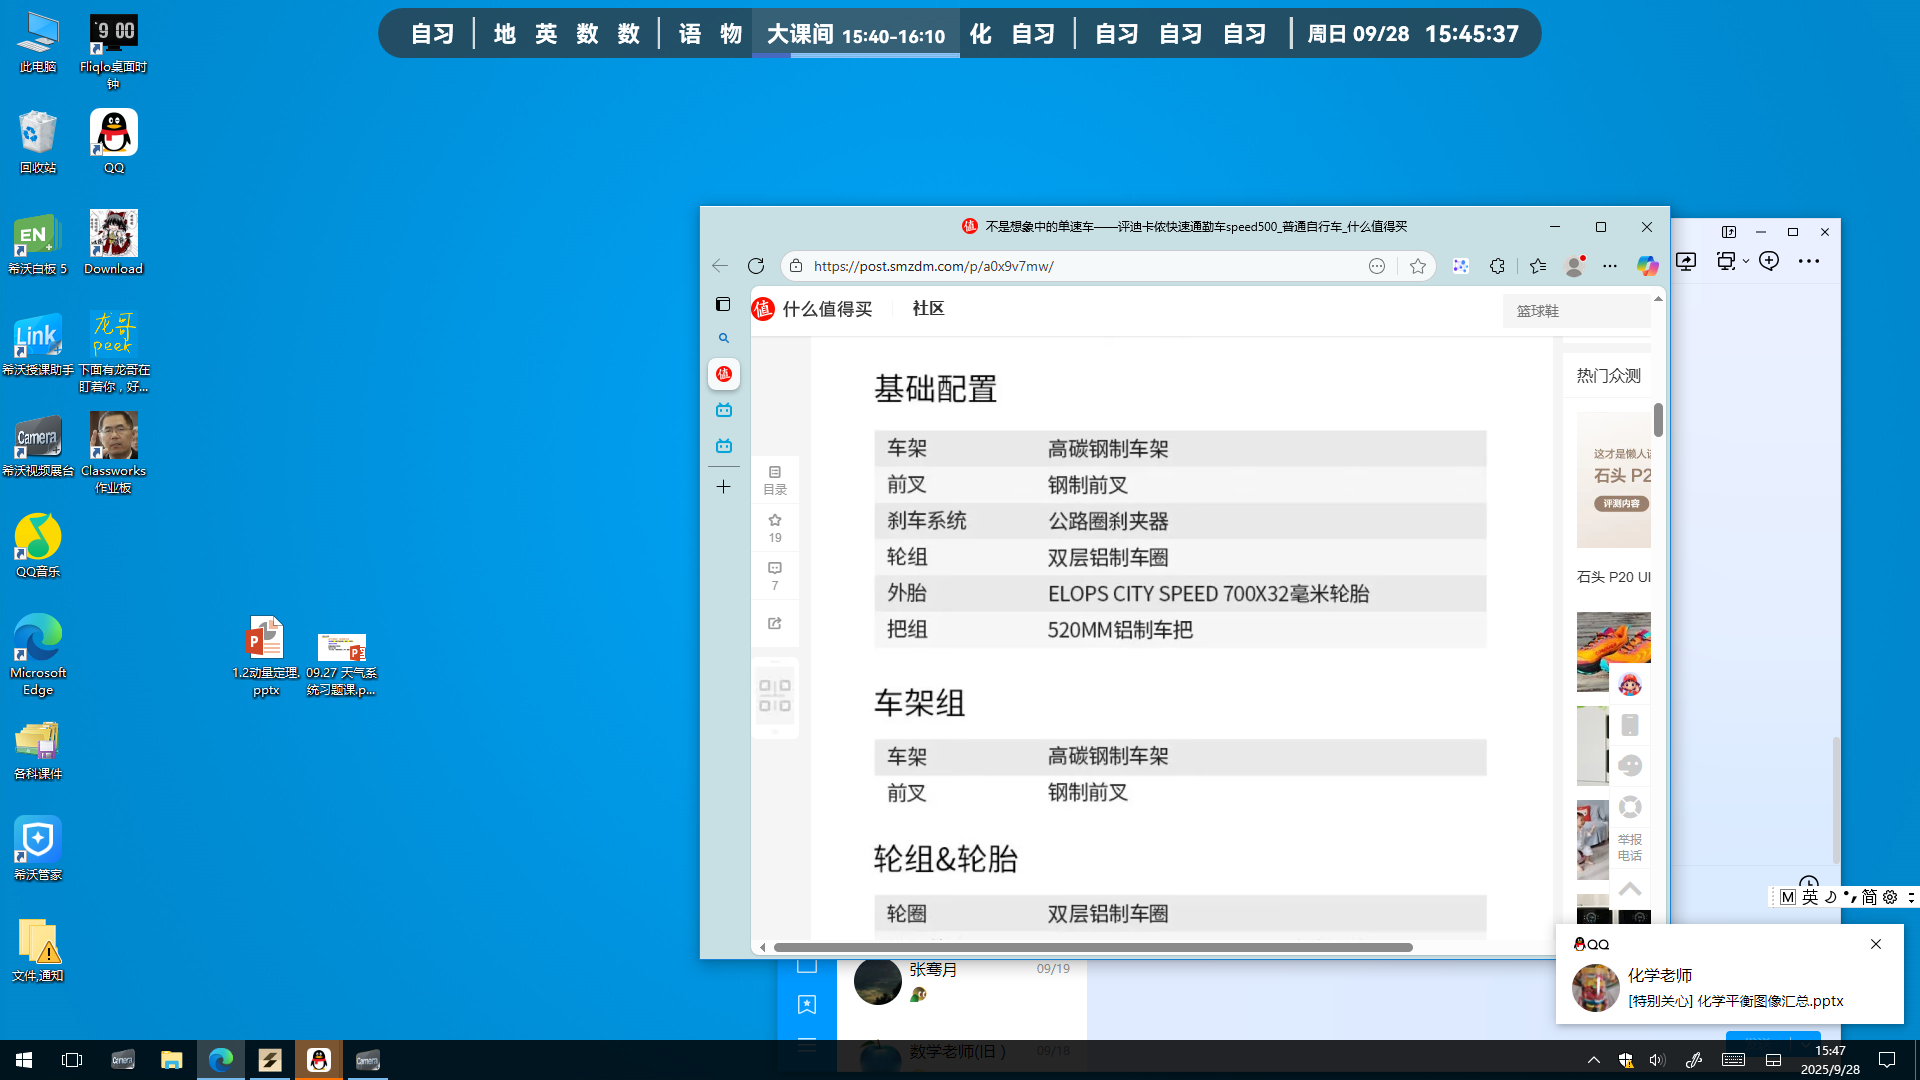 自习 地 英 数 数 语 物 大课间 15:40-16:10 化 自习 自习 自习 自习 周日 09/28 15:45:37
此电脑
Fliqlo桌面时钟
回收站
QQ
EN
希沃白板 5
Download
Link
希沃授课助手
龙哥
peek
下面有龙哥在盯着你，好...
Camera
希沃视频展台
Classworks
作业板
QQ音乐
Microsoft
Edge
各科课件
希沃管家
文件,通知
1.2动量定理.
pptx
09.27 天气系
统习题课.p...
不是想象中的单速车——评迪卡侬快速通勤车speed500_普通自行车_什么值得买
https://post.smzdm.com/p/a0x9v7mw/
值 什么值得买 社区
篮球鞋
目录
19
7
基础配置
车架 高碳钢制车架
前叉 钢制前叉
刹车系统 公路圈刹夹器
轮组 双层铝制车圈
外胎 ELOPS CITY SPEED 700X32毫米轮胎
把组 520MM铝制车把
车架组
车架 高碳钢制车架
前叉 钢制前叉
轮组&轮胎
轮圈 双层铝制车圈
热门众测
这才是懒人
石头 P2
评测内容
石头 P20 Ul
举报
电话
张骞月 09/19
数学老师(旧 ) 09/18
M 英 简
QQ
化学老师
[特别关心] 化学平衡图像汇总.pptx
15:47
2025/9/28